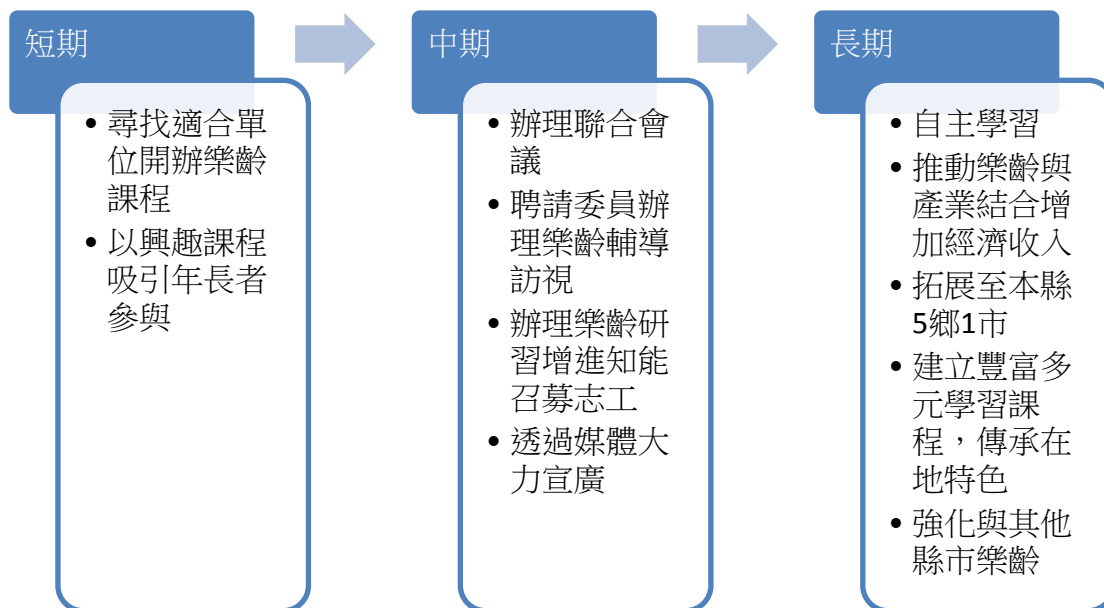 短期
• 尋找適合單
位開辦樂齡
課程
• 以興趣課程
吸引年長者
參與
中期
• 辦理聯合會
議
• 聘請委員辦
理樂齡輔導
訪視
• 辦理樂齡研
習增進知能
召募志工
• 透過媒體大
力宣廣
長期
• 自主學習
• 推動樂齡與
產業結合增
加經濟收入
• 拓展至本縣
5鄉1市
• 建立豐富多
元學習課
程，傳承在
地特色
• 強化與其他
縣市樂齡